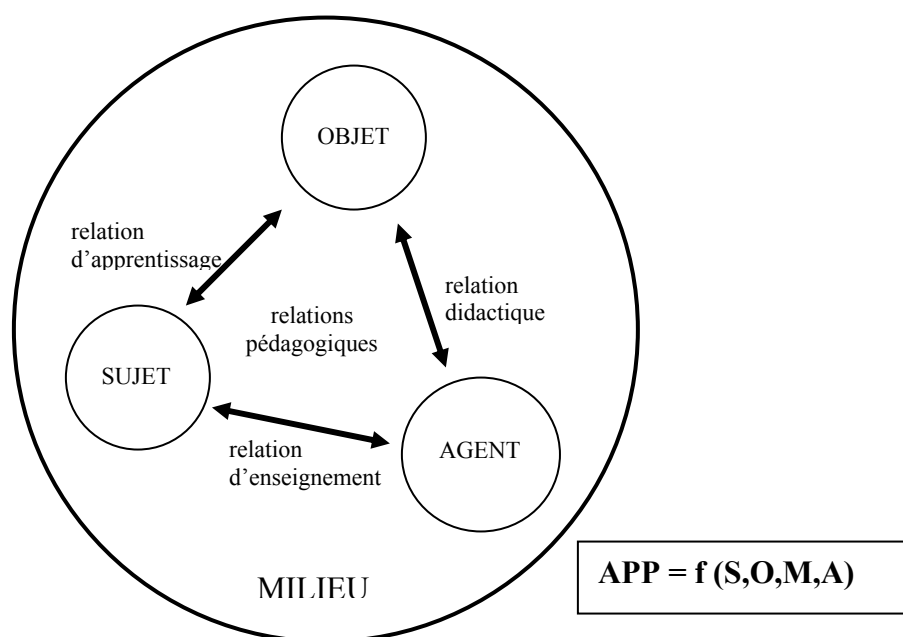 OBJET
relation
d’apprentissage
relation
didactique
relations
pédagogiques
SUJET
AGENT
relation
d’enseignement
MILIEU
APP = f (S,O,M,A)